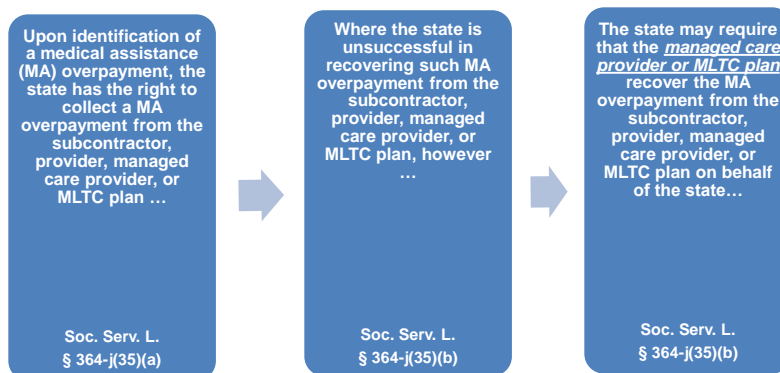 Upon identification of
a medical assistance
(MA) overpayment, the
state has the right to
collect a MA
overpayment from the
subcontractor,
provider, managed
care provider, or
MLTC plan …
Soc. Serv. L.
§ 364-j(35)(a)
Where the state is
unsuccessful in
recovering such MA
overpayment from the
subcontractor,
provider, managed
care provider, or
MLTC plan, however
…
Soc. Serv. L.
§ 364-j(35)(b)
The state may require
that the managed care
provider or MLTC plan
recover the MA
overpayment from the
subcontractor,
provider, managed
care provider, or
MLTC plan on behalf
of the state…
Soc. Serv. L.
§ 364-j(35)(b)